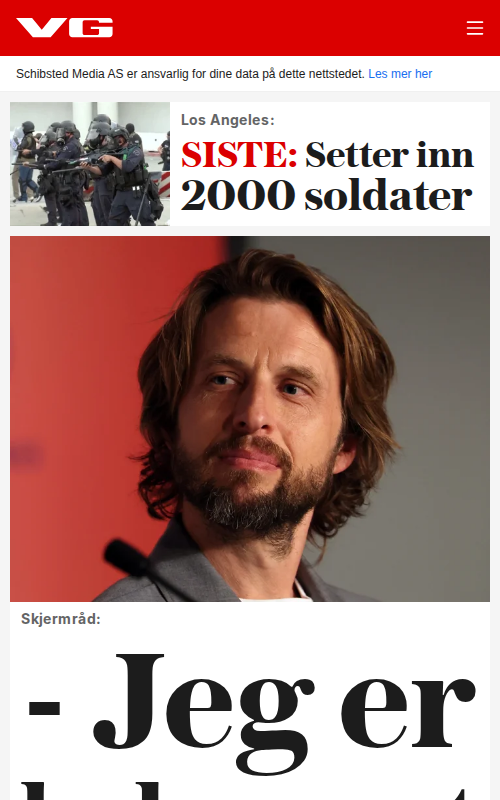 VG
Schibsted Media AS er ansvarlig for dine data på dette nettstedet. Les mer her
Los Angeles:
SISTE: Setter inn
2000 soldater
Skjermråd:
- Jeg er